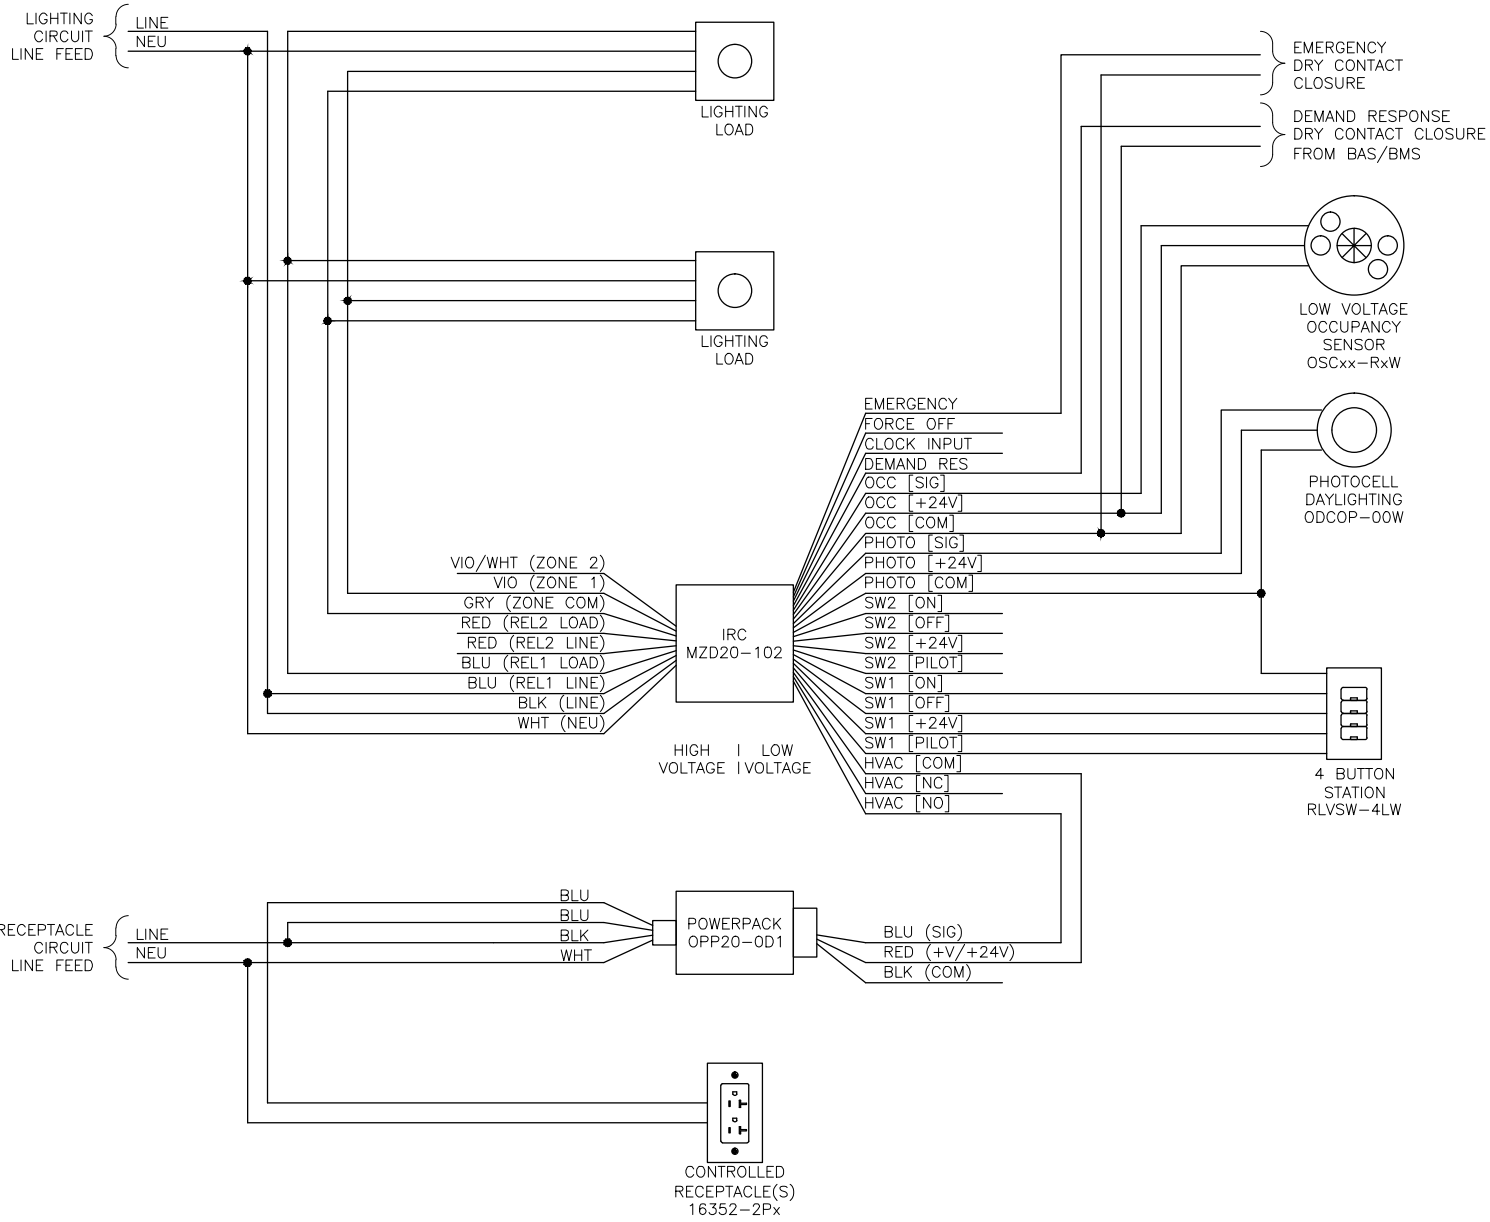 LIGHTING
CIRCUIT
LINE FEED
LINE
NEU
LIGHTING
LOAD
LIGHTING
LOAD
EMERGENCY
DRY CONTACT
CLOSURE
DEMAND RESPONSE
DRY CONTACT CLOSURE
FROM BAS/BMS
LOW VOLTAGE
OCCUPANCY
SENSOR
OSCxx-RxW
PHOTOCELL
DAYLIGHTING
ODCOP-00W
EMERGENCY
FORCE OFF
CLOCK INPUT
DEMAND RES
OCC [SIG]
OCC [+24V]
OCC [COM]
PHOTO [SIG]
PHOTO [+24V]
PHOTO [COM]
SW2 [ON]
SW2 [OFF]
SW2 [+24V]
SW2 [PILOT]
SW1 [ON]
SW1 [OFF]
SW1 [+24V]
SW1 [PILOT]
HVAC [COM]
HVAC [NC]
HVAC [NO]
VIO/WHT (ZONE 2)
VIO (ZONE 1)
GRY (ZONE COM)
RED (REL2 LOAD)
RED (REL2 LINE)
BLU (REL1 LOAD)
BLU (REL1 LINE)
BLK (LINE)
WHT (NEU)
IRC
MZD20-102
HIGH | LOW
VOLTAGE | VOLTAGE
4 BUTTON
STATION
RLVSW-4LW
RECEPTACLE
CIRCUIT
LINE FEED
LINE
NEU
BLU
BLU
BLK
WHT
POWERPACK
OPP20-0D1
BLU (SIG)
RED (+V/+24V)
BLK (COM)
CONTROLLED
RECEPTACLE(S)
16352-2Px